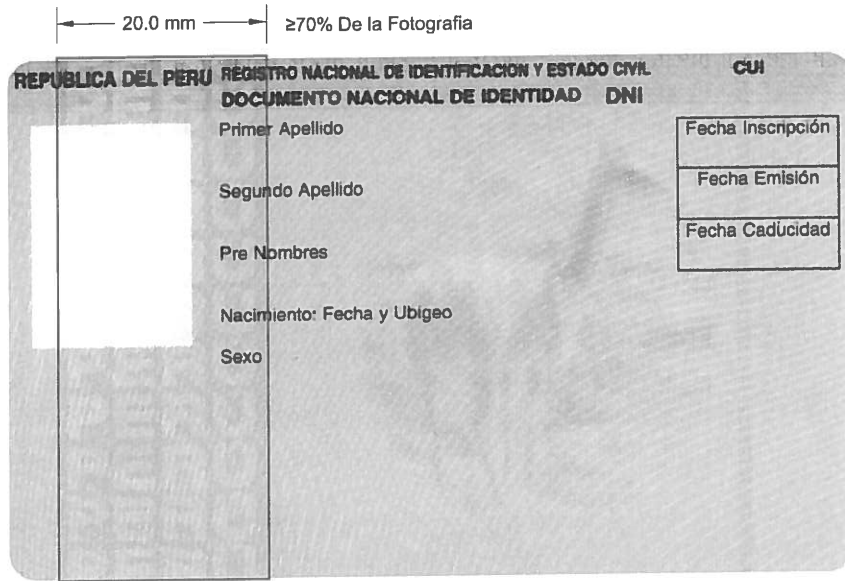 20.0 mm ≥70% De la Fotografia
REPUBLICA DEL PERU REGISTRO NACIONAL DE IDENTIFICACION Y ESTADO CIVIL CUI
DOCUMENTO NACIONAL DE IDENTIDAD DNI
Primer Apellido
Fecha Inscripción
Segundo Apellido
Fecha Emisión
Pre Nombres
Fecha Caducidad
Nacimiento: Fecha y Ubigeo
Sexo